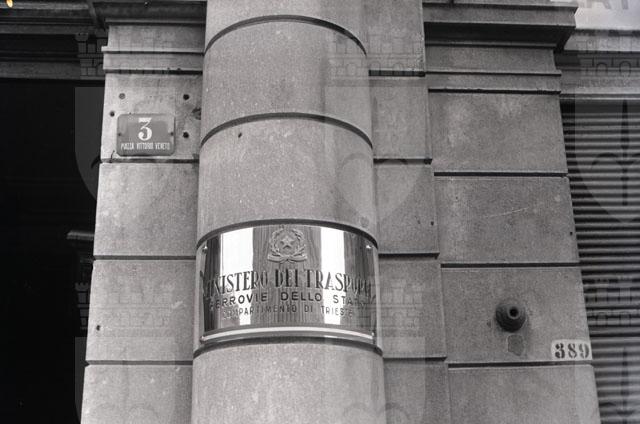 3
PIAZZA VITTORIO VENETO
MINISTERO DEI TRASPORTI
FERROVIE DELLO STATO
COMPARTIMENTO DI TRIESTE
389